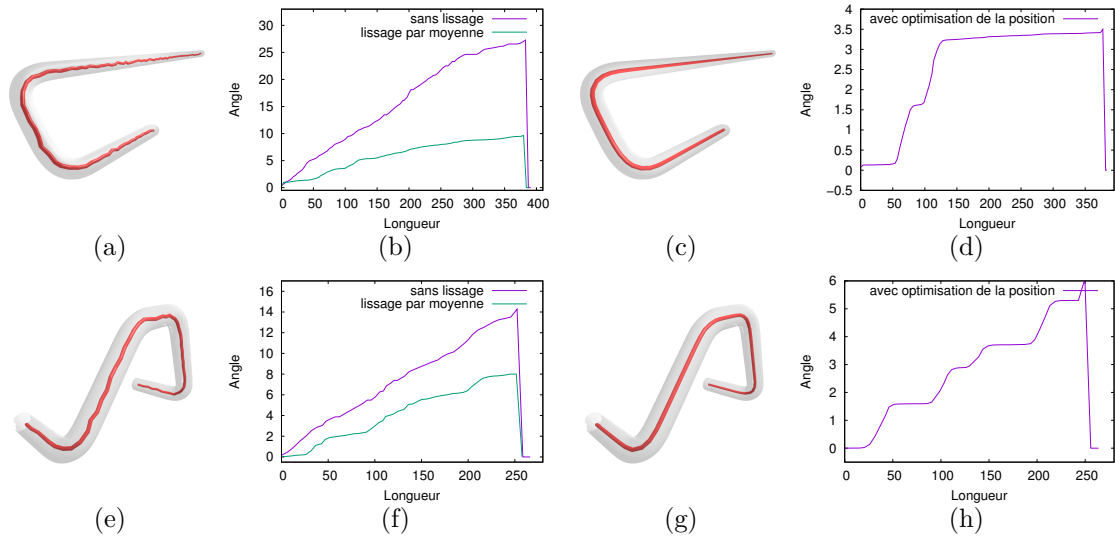 sans lissage
lissage par moyenne
Angle
30
25
20
15
10
5
0
0 50 100 150 200 250 300 350 400
Longueur
avec optimisation de la position
Angle
4
3.5
3
2.5
2
1.5
1
0.5
0
−0.5
0 50 100 150 200 250 300 350
Longueur
(a) (b) (c) (d)
sans lissage
lissage par moyenne
Angle
16
14
12
10
8
6
4
2
0
0 50 100 150 200 250
Longueur
avec optimisation de la position
Angle
6
5
4
3
2
1
0
0 50 100 150 200 250
Longueur
(e) (f) (g) (h)